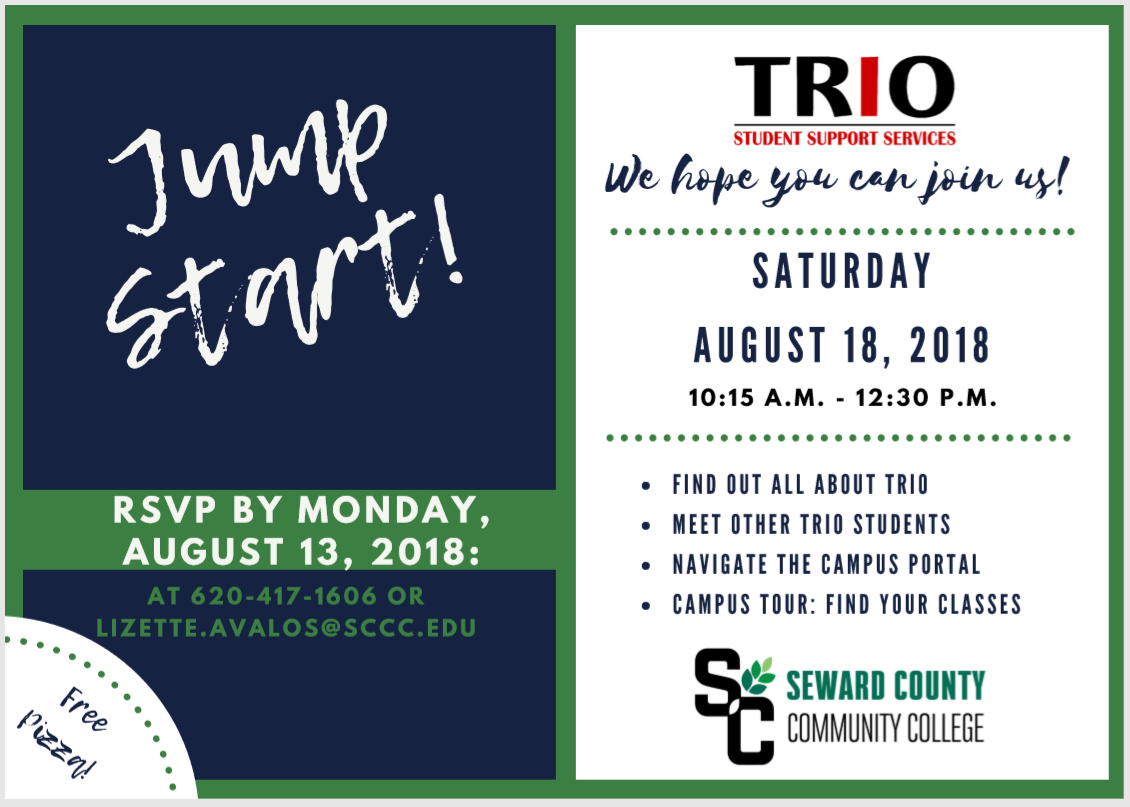 Jump
Start!
RSVP BY MONDAY,
AUGUST 13, 2018:
AT 620-417-1606 OR
LIZETTE.AVALOS@SCCC.EDU
Free
Pizza!
TRIO
STUDENT SUPPORT SERVICES
We hope you can join us!
SATURDAY
AUGUST 18, 2018
10:15 A.M. - 12:30 P.M.
• FIND OUT ALL ABOUT TRIO
• MEET OTHER TRIO STUDENTS
• NAVIGATE THE CAMPUS PORTAL
• CAMPUS TOUR: FIND YOUR CLASSES
SC
SEWARD COUNTY
COMMUNITY COLLEGE